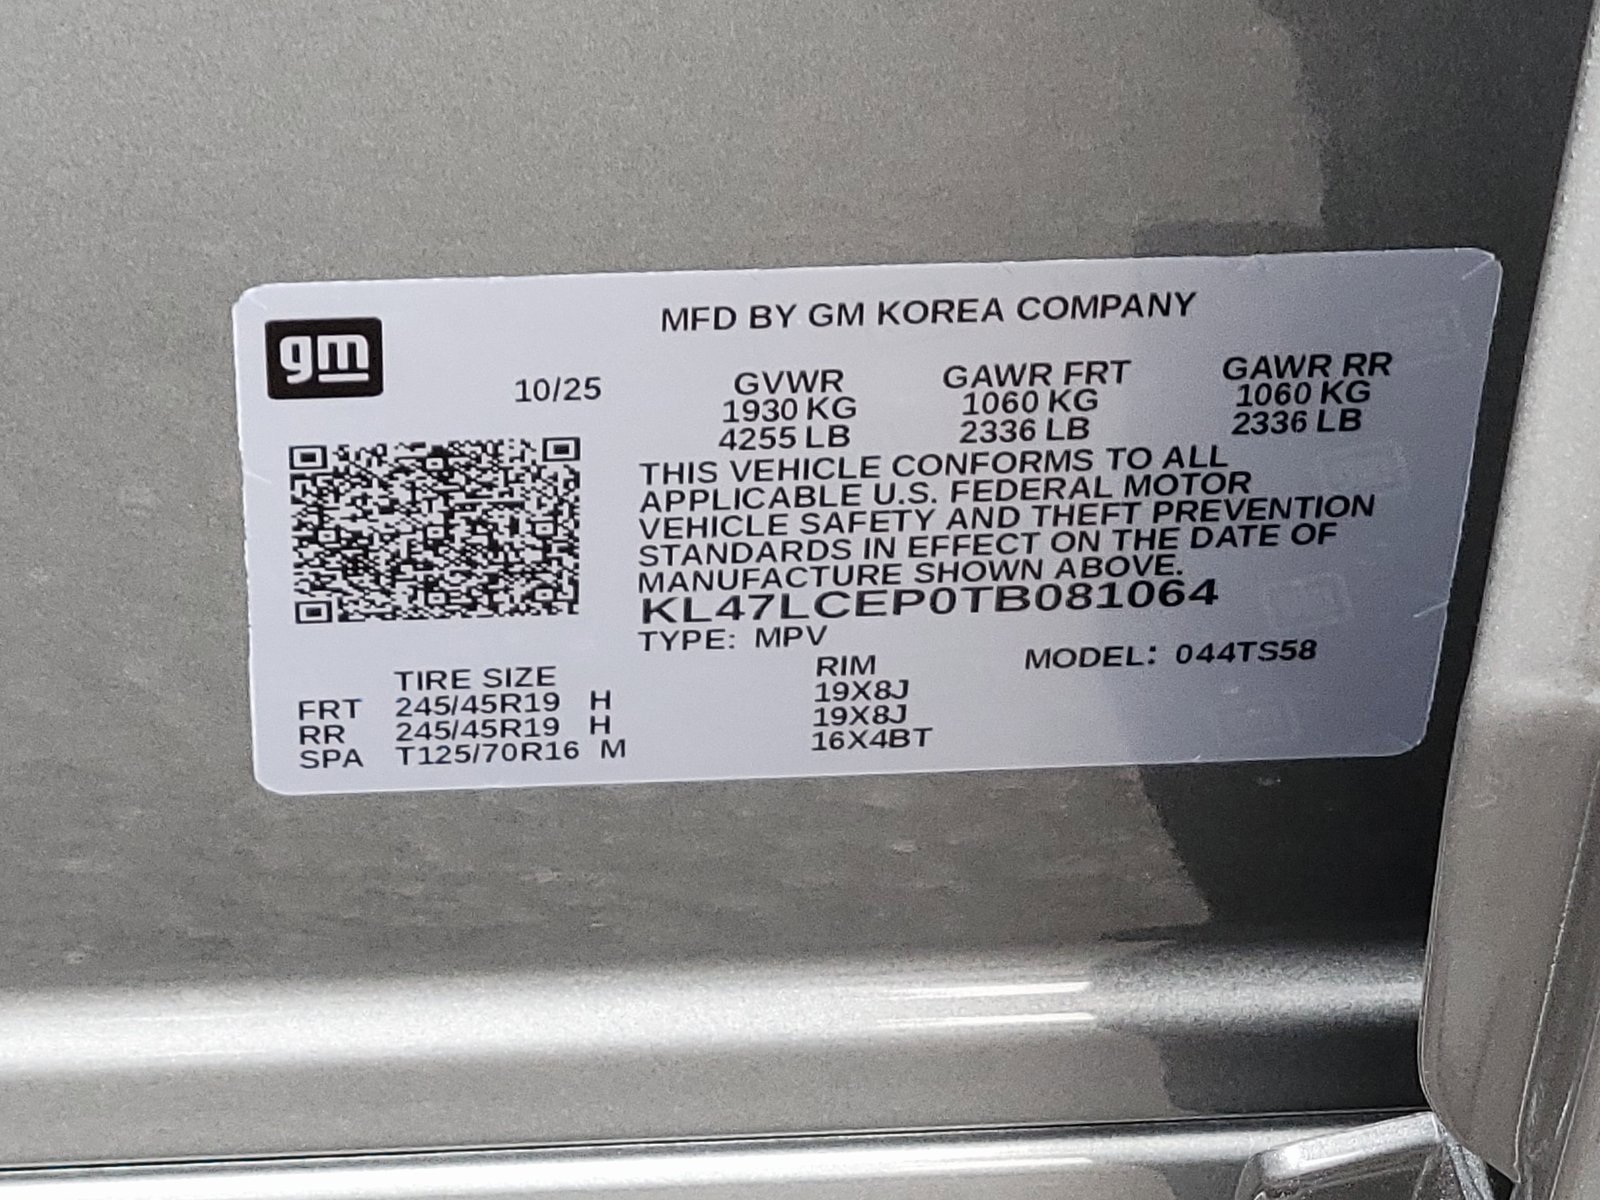 MFD BY GM KOREA COMPANY
gm
10/25 GVWR GAWR FRT GAWR RR
1930 KG 1060 KG 1060 KG
4255 LB 2336 LB 2336 LB
THIS VEHICLE CONFORMS TO ALL
APPLICABLE U.S. FEDERAL MOTOR
VEHICLE SAFETY AND THEFT PREVENTION
STANDARDS IN EFFECT ON THE DATE OF
MANUFACTURE SHOWN ABOVE.
KL47LCEP0TB081064
TYPE: MPV MODEL: 044TS58
TIRE SIZE RIM
FRT 245/45R19 H 19X8J
RR 245/45R19 H 19X8J
SPA T125/70R16 M 16X4BT